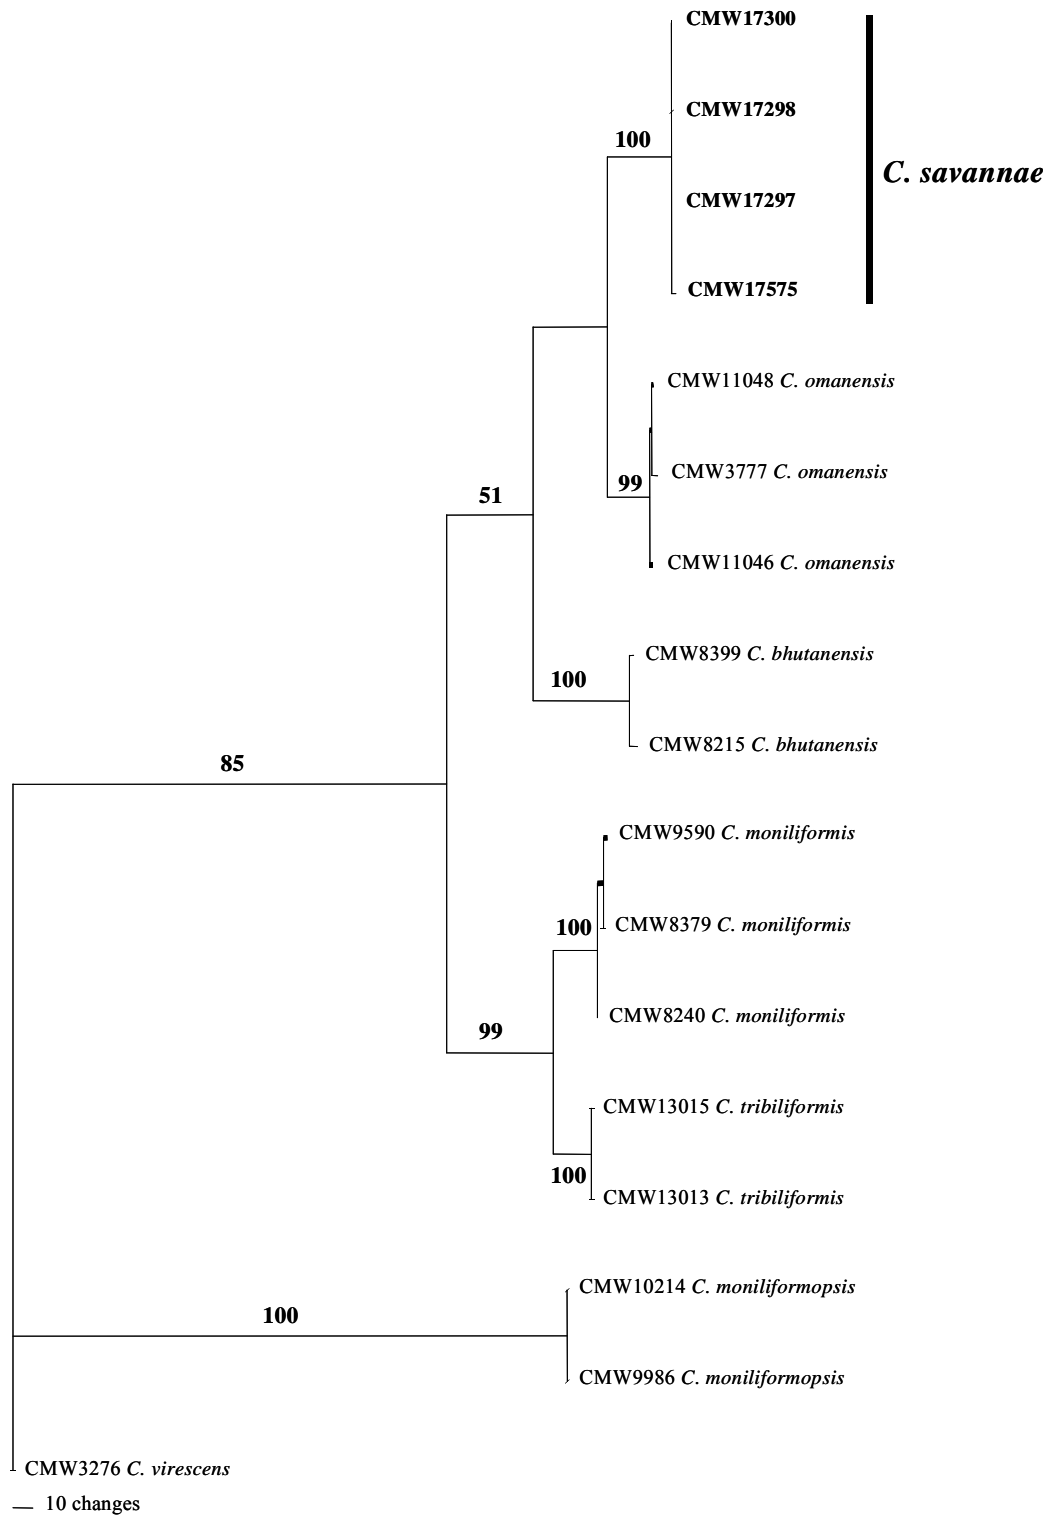 CMW17300
CMW17298
100
C. savannae
CMW17297
CMW17575
CMW11048 C. omanensis
CMW3777 C. omanensis
99
51
CMW11046 C. omanensis
CMW8399 C. bhutanensis
100
CMW8215 C. bhutanensis
85
CMW9590 C. moniliformis
CMW8379 C. moniliformis
100
CMW8240 C. moniliformis
99
CMW13015 C. tribiliformis
100
CMW13013 C. tribiliformis
CMW10214 C. moniliformopsis
100
CMW9986 C. moniliformopsis
CMW3276 C. virescens
10 changes